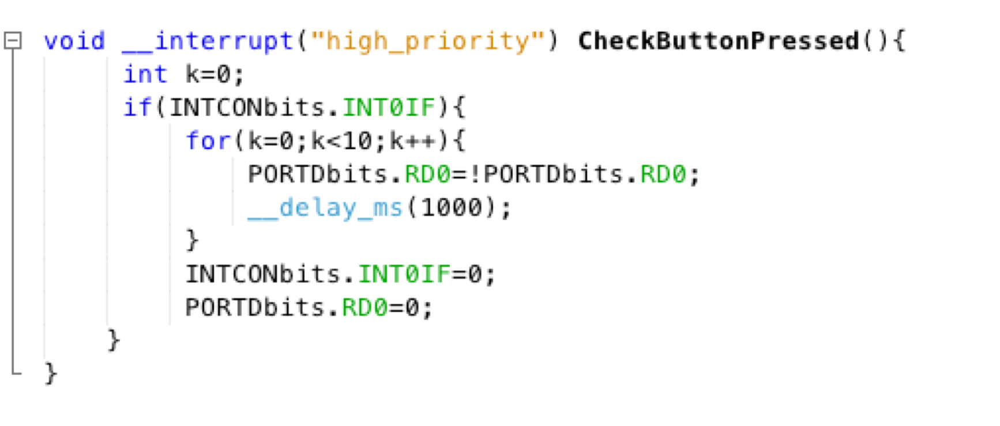 void __interrupt("high_priority") CheckButtonPressed(){
int k=0;
if(INTCONbits.INT0IF){
for(k=0;k<10;k++){
PORTDbits.RD0=!PORTDbits.RD0;
__delay_ms(1000);
}
INTCONbits.INT0IF=0;
PORTDbits.RD0=0;
}
}